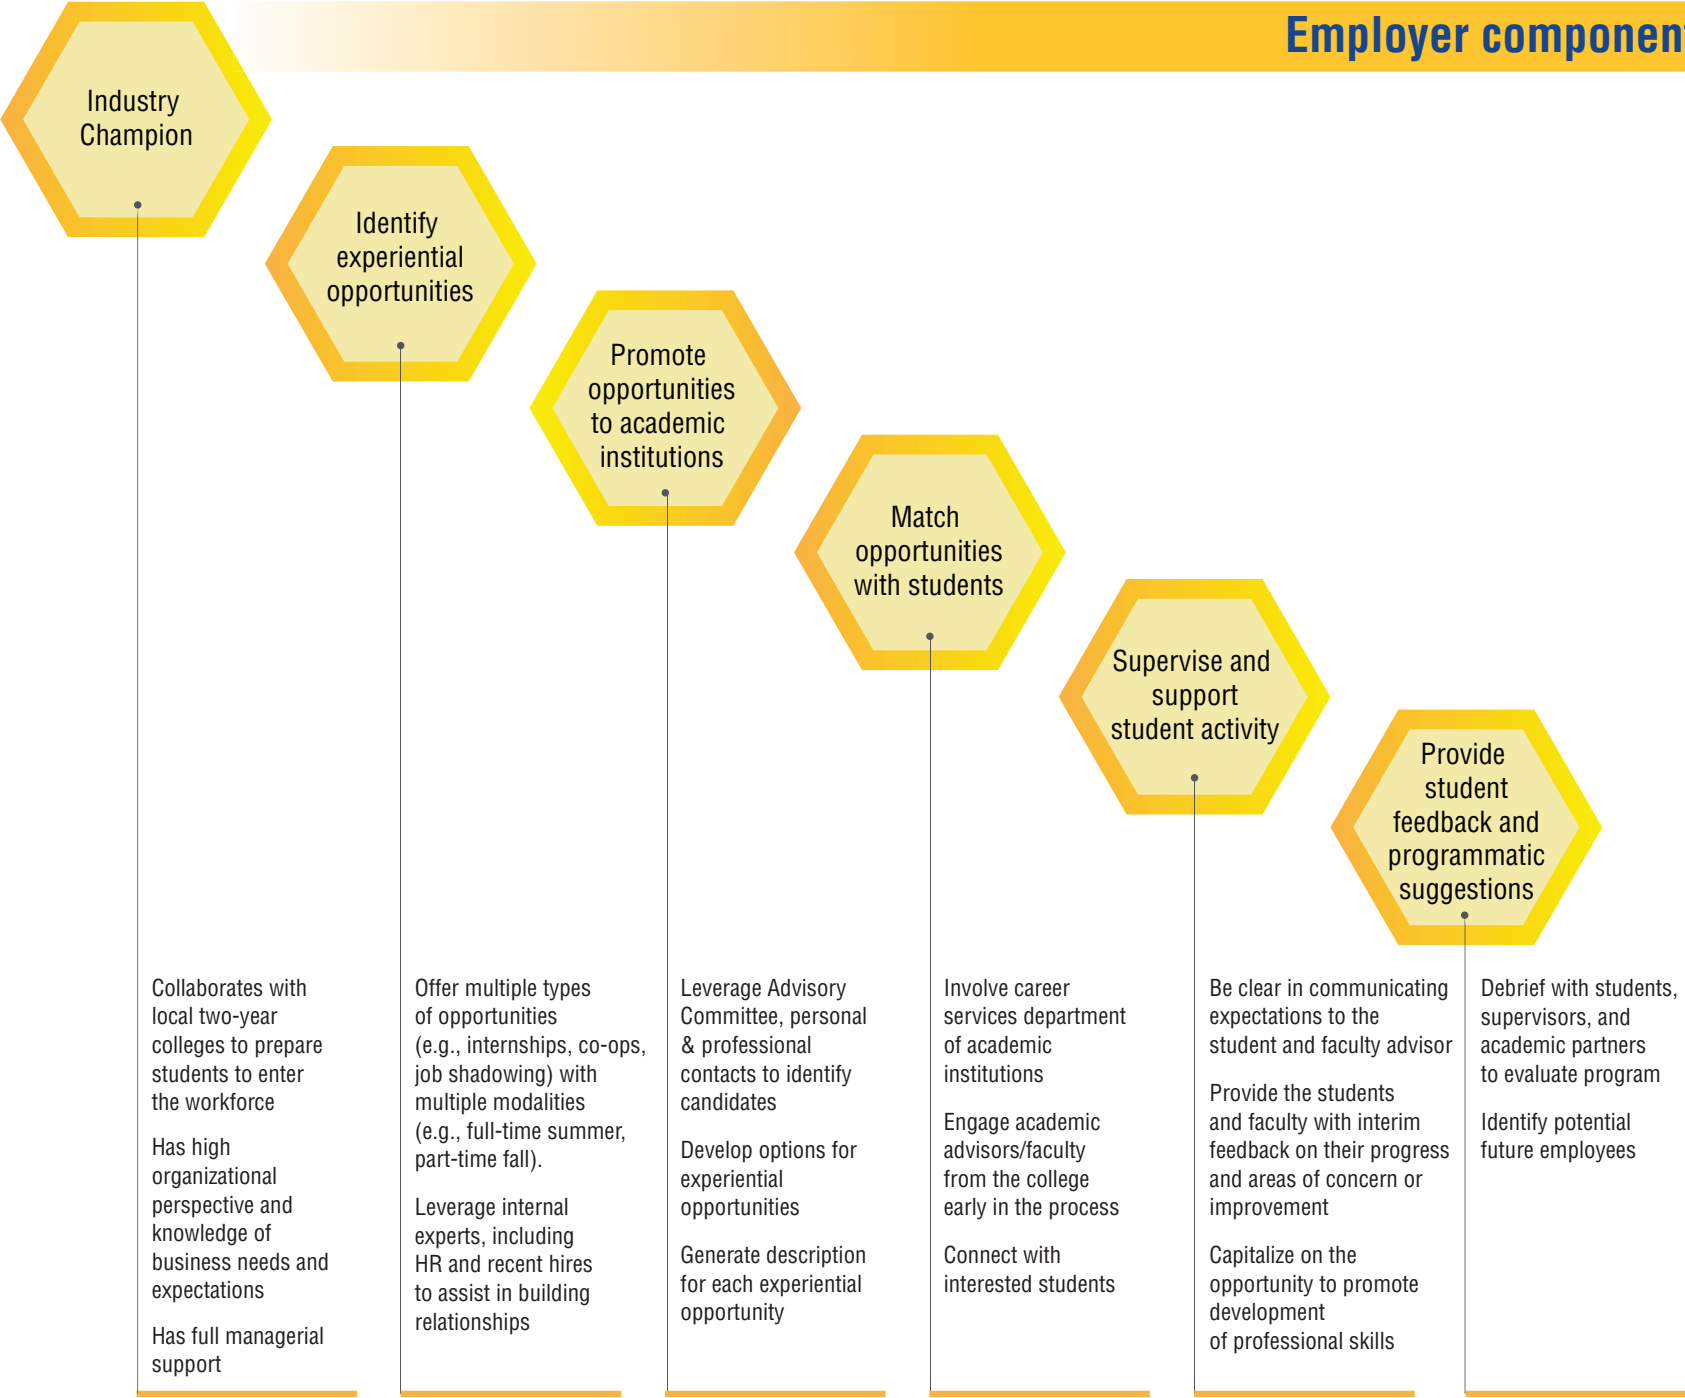 Employer component
Industry
Champion
Identify
experiential
opportunities
Promote
opportunities
to academic
institutions
Match
opportunities
with students
Supervise and
support
student activity
Provide
student
feedback and
programmatic
suggestions
Collaborates with
local two-year
colleges to prepare
students to enter
the workforce
Has high
organizational
perspective and
knowledge of
business needs and
expectations
Has full managerial
support
Offer multiple types
of opportunities
(e.g., internships, co-ops,
job shadowing) with
multiple modalities
(e.g., full-time summer,
part-time fall).
Leverage internal
experts, including
HR and recent hires
to assist in building
relationships
Leverage Advisory
Committee, personal
& professional
contacts to identify
candidates
Develop options for
experiential
opportunities
Generate description
for each experiential
opportunity
Involve career
services department
of academic
institutions
Engage academic
advisors/faculty
from the college
early in the process
Connect with
interested students
Be clear in communicating
expectations to the
student and faculty advisor
Provide the students
and faculty with interim
feedback on their progress
and areas of concern or
improvement
Capitalize on the
opportunity to promote
development
of professional skills
Debrief with students,
supervisors, and
academic partners
to evaluate program
Identify potential
future employees